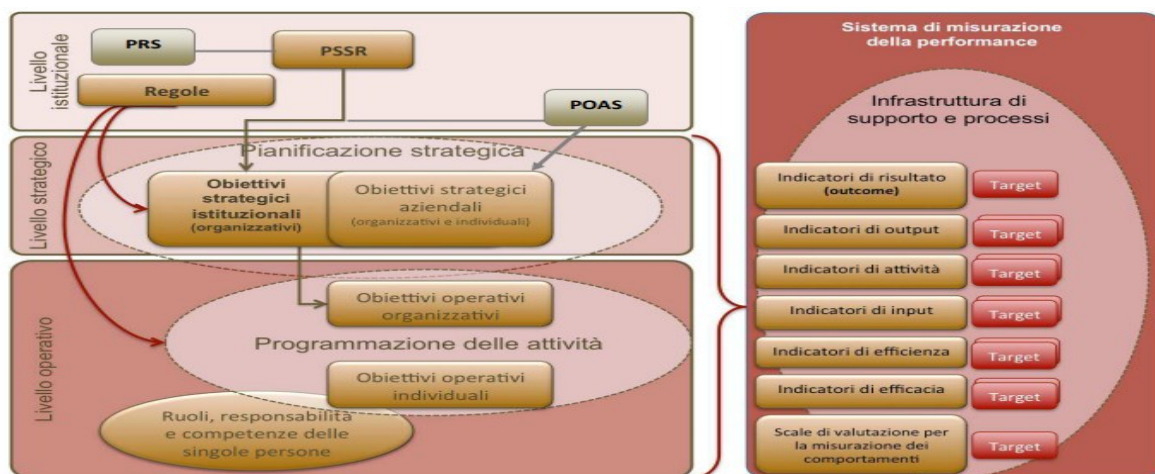 Livello
istituzionale
PRS
PSSR
Regole
POAS
Livello strategico
Pianificazione strategica
Obiettivi
strategici
istituzionali
(organizzativi)
Obiettivi strategici
aziendali
(organizzativi e individuali)
Livello operativo
Obiettivi operativi
organizzativi
Programmazione delle attività
Obiettivi operativi
individuali
Ruoli, responsabilità
e competenze delle
singole persone
Sistema di misurazione
della performance
Infrastruttura di
supporto e processi
Indicatori di risultato
(outcome)
Target
Indicatori di output
Target
Indicatori di attività
Target
Indicatori di input
Target
Indicatori di efficienza
Target
Indicatori di efficacia
Target
Scale di valutazione per
la misurazione dei
comportamenti
Target